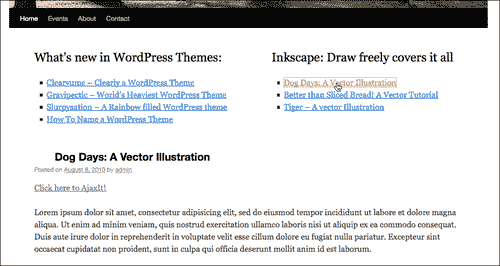 Home Events About Contact
What's new in WordPress Themes:
Clearvume – Clearly a WordPress Theme
Gravipectic – World's Heaviest WordPress Theme
Slurpysation – A Rainbow filled WordPress theme
How To Name a WordPress Theme
Inkscape: Draw freely covers it all
Dog Days: A Vector Illustration
Better than Sliced Bread! A Vector Tutorial
Tiger – A vector Illustration
Dog Days: A Vector Illustration
Posted on August 6, 2010 by admin
Click here to AjaxIt!
Lorem ipsum dolor sit amet, consectetur adipisicing elit, sed do eiusmod tempor incididunt ut labore et dolore magna
aliqua. Ut enim ad minim veniam, quis nostrud exercitation ullamco laboris nisi ut aliquip ex ea commodo consequat.
Duis aute irure dolor in reprehenderit in voluptate velit esse cillum dolore eu fugiat nulla pariatur. Excepteur sint
occaecat cupidatat non proident, sunt in culpa qui officia deserunt mollit anim id est laborum.